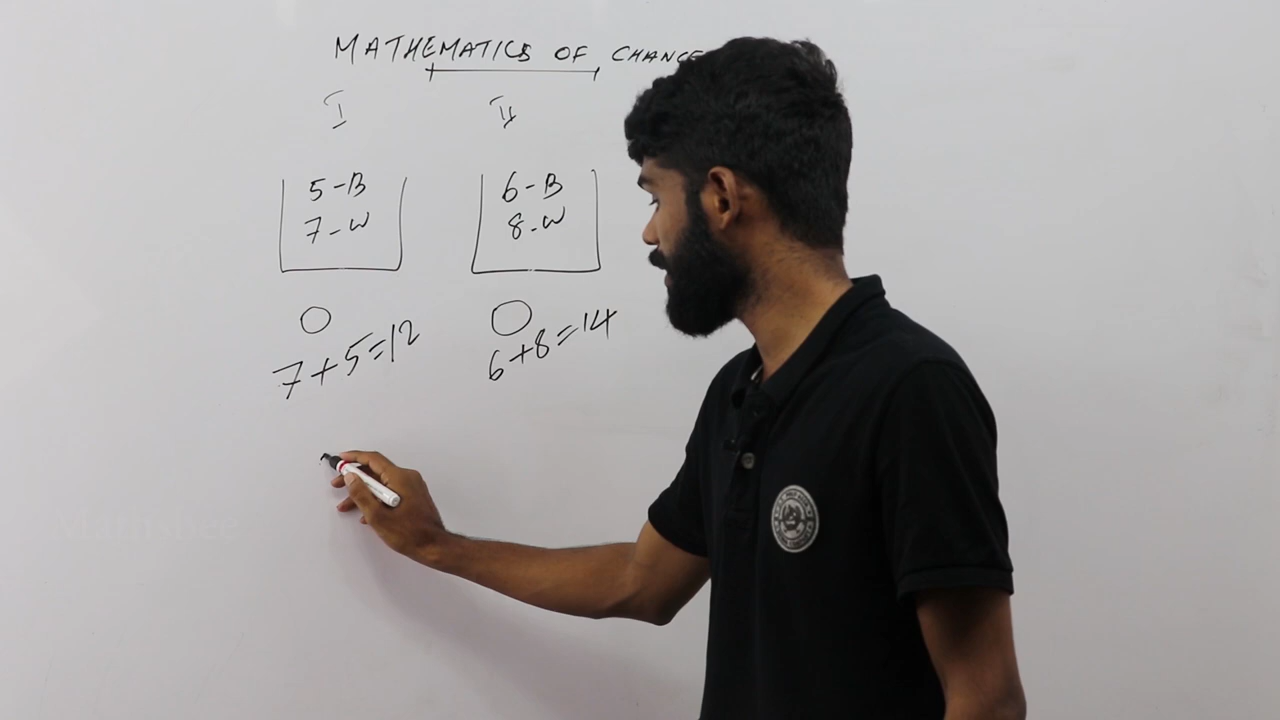 MATHEMATICS OF CHANCE
I II
5-B 6-B
7-W 8-W
7+5=12 6+8=14